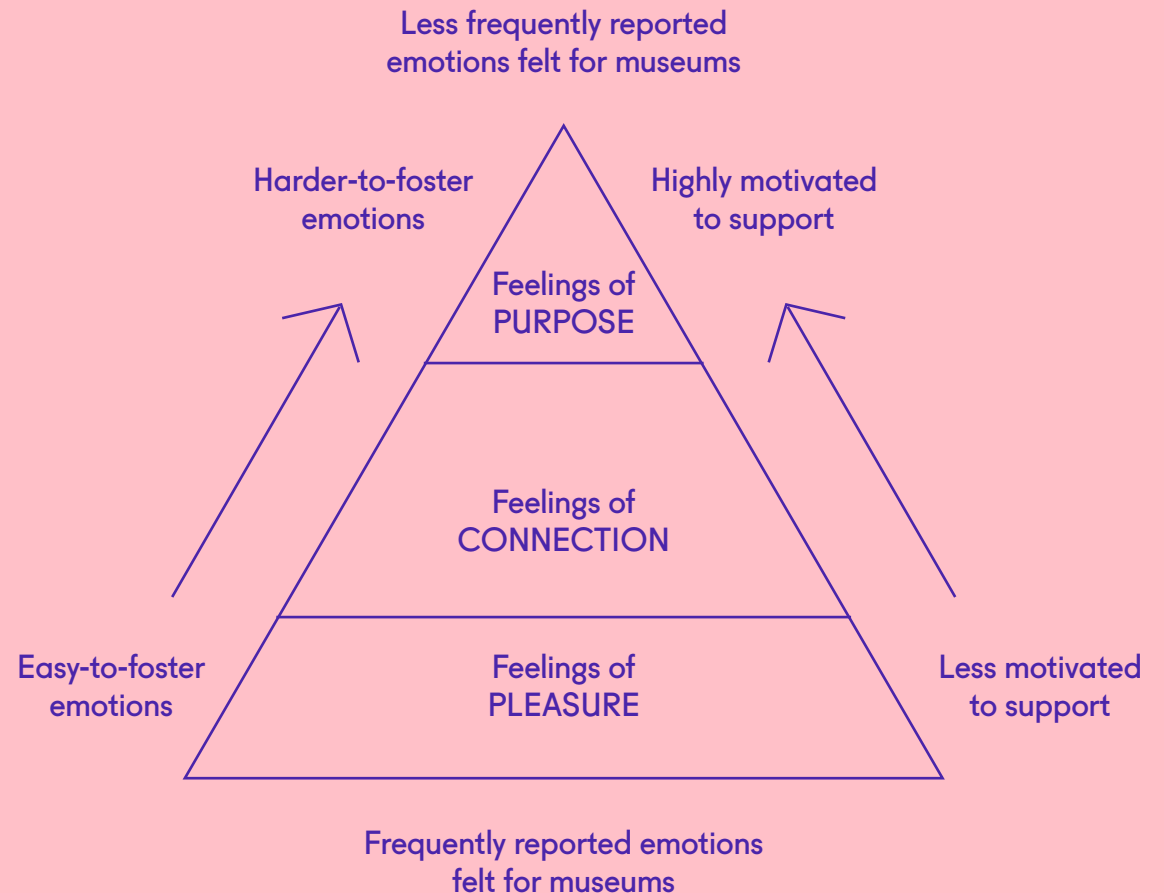 Less frequently reported
emotions felt for museums
Harder-to-foster
emotions
Highly motivated
to support
Feelings of
PURPOSE
Feelings of
CONNECTION
Easy-to-foster
emotions
Feelings of
PLEASURE
Less motivated
to support
Frequently reported emotions
felt for museums